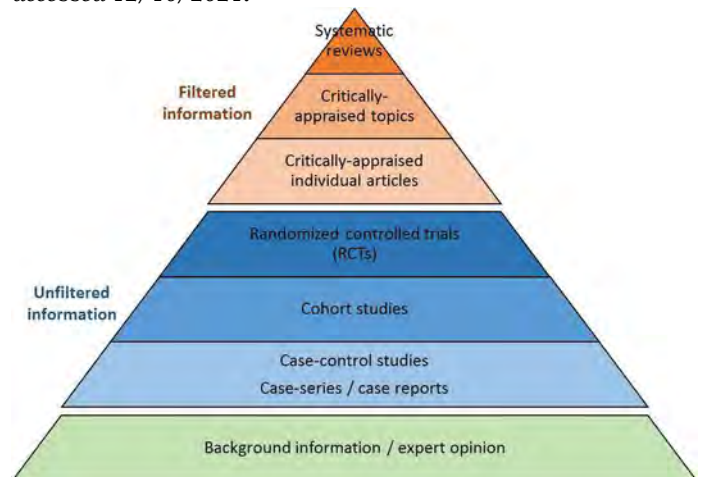 Systematic
reviews
Filtered
information
Critically-
appraised topics
Critically-appraised
individual articles
Randomized controlled trials
(RCTs)
Unfiltered
information
Cohort studies
Case-control studies
Case-series / case reports
Background information / expert opinion